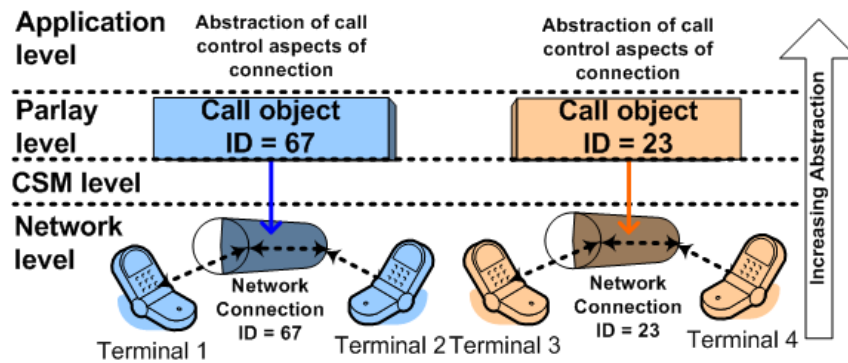 Application level
Abstraction of call
control aspects of
connection
Abstraction of call
control aspects of
connection
Parlay level
Call object
ID = 67
Call object
ID = 23
CSM level
Network level
Network
Connection
ID = 67
Network
Connection
ID = 23
Terminal 1
Terminal 2
Terminal 3
Terminal 4
Increasing Abstraction